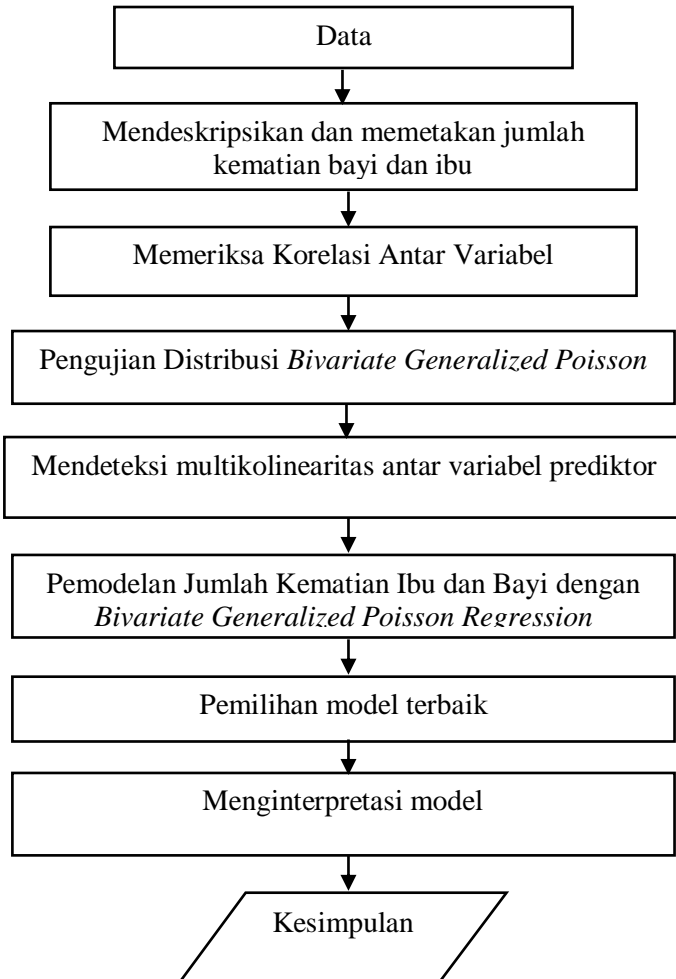 Data
Mendeskripsikan dan memetakan jumlah
kematian bayi dan ibu
Memeriksa Korelasi Antar Variabel
Pengujian Distribusi Bivariate Generalized Poisson
Mendeteksi multikolinearitas antar variabel prediktor
Pemodelan Jumlah Kematian Ibu dan Bayi dengan
Bivariate Generalized Poisson Regression
Pemilihan model terbaik
Menginterpretasi model
Kesimpulan